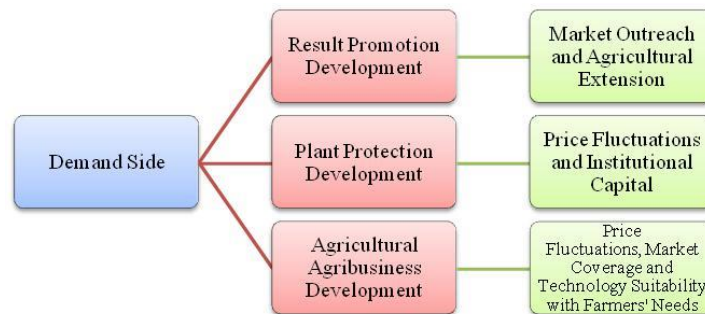 Demand Side
Result Promotion
Development
Market Outreach
and Agricultural
Extension
Plant Protection
Development
Price Fluctuations
and Institutional
Capital
Agricultural
Agribusiness
Development
Price
Fluctuations, Market
Coverage and
Technology Suitability
with Farmers' Needs